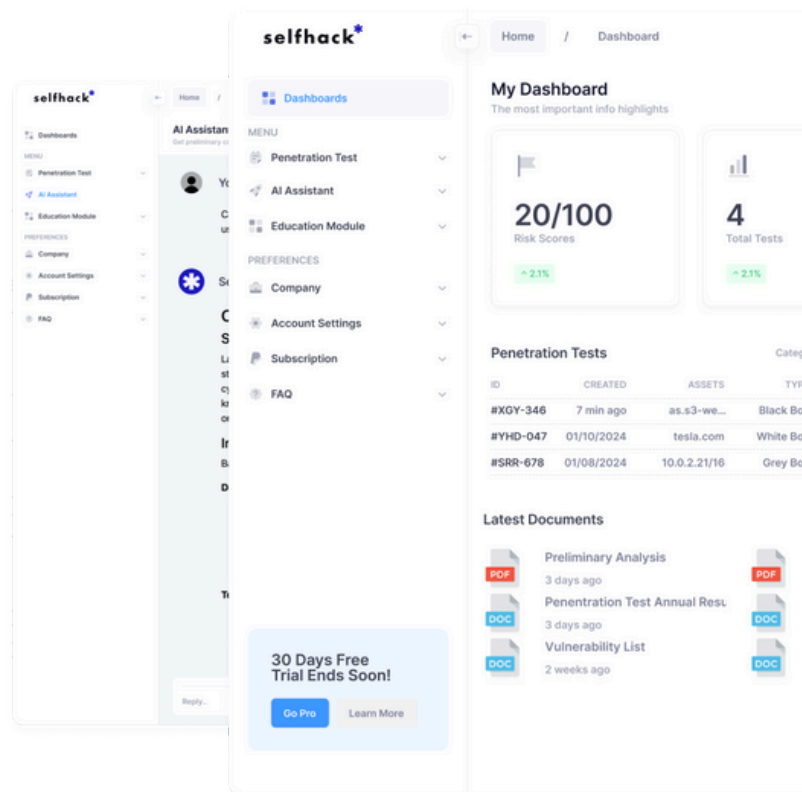 selfhack*
Home /
Dashboards
MENU
Penetration Test
AI Assistant
Education Module
PREFERENCES
Company
Account Settings
Subscription
FAQ
AI Assistant
Reply...
selfhack*
Home / Dashboard
Dashboards
MENU
Penetration Test
AI Assistant
Education Module
PREFERENCES
Company
Account Settings
Subscription
FAQ
30 Days Free
Trial Ends Soon!
Go Pro Learn More
My Dashboard
The most important info highlights
20/100
Risk Scores
^ 2.1%
4
Total Tests
^ 2.1%
Penetration Tests
ID CREATED ASSETS
#XGY-346 7 min ago as.s3-we... Black
#YHD-047 01/10/2024 tesla.com White
#SRR-678 01/08/2024 10.0.2.21/16 Grey
Latest Documents
PDF Preliminary Analysis PDF
3 days ago
DOC Penentration Test Annual DOC
3 days ago
DOC Vulnerability List DOC
2 weeks ago